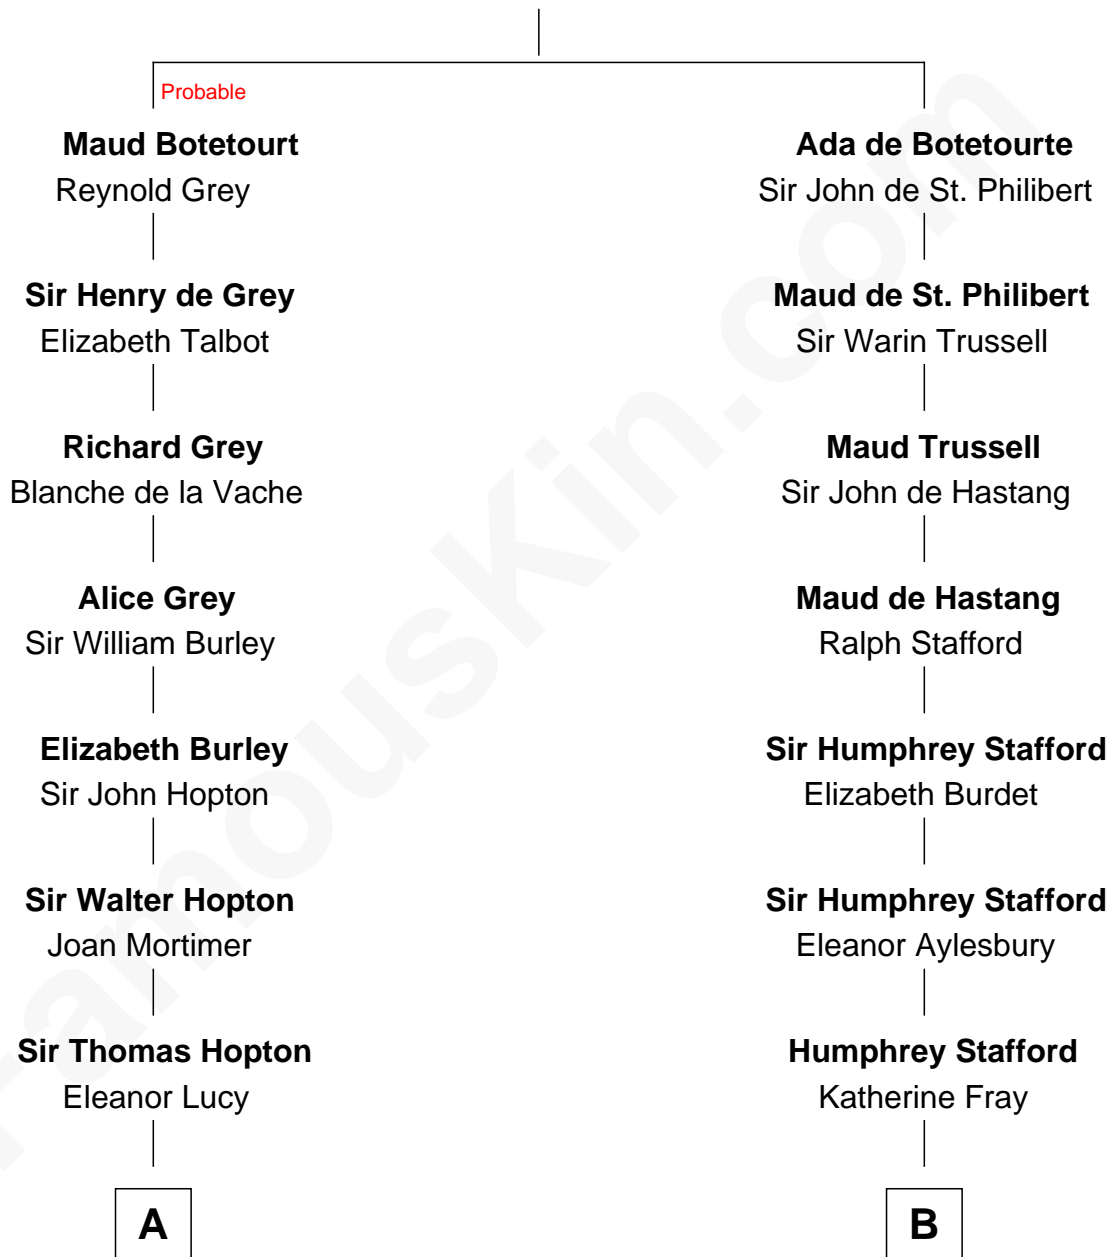 Probable
Maud Botetourt
Reynold Grey
Sir Henry de Grey
Elizabeth Talbot
Richard Grey
Blanche de la Vache
Alice Grey
Sir William Burley
Elizabeth Burley
Sir John Hopton
Sir Walter Hopton
Joan Mortimer
Sir Thomas Hopton
Eleanor Lucy
A
Ada de Botetourte
Sir John de St. Philibert
Maud de St. Philibert
Sir Warin Trussell
Maud Trussell
Sir John de Hastang
Maud de Hastang
Ralph Stafford
Sir Humphrey Stafford
Elizabeth Burdet
Sir Humphrey Stafford
Eleanor Aylesbury
Humphrey Stafford
Katherine Fray
B
FamousKin.com